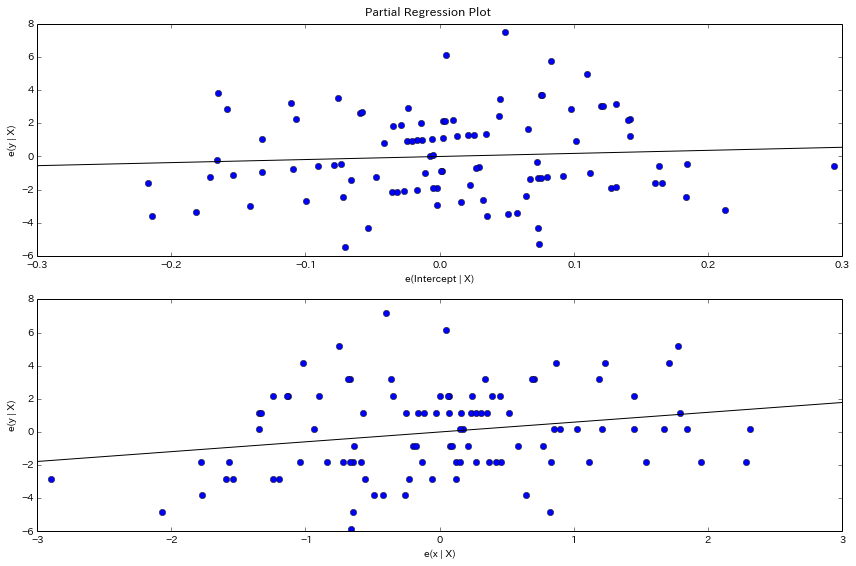 Partial Regression Plot
8
6
4
2
0
−2
−4
−6
e(y | X)
−0.3 −0.2 −0.1 0.0 0.1 0.2 0.3
e(Intercept | X)
8
6
4
2
0
−2
−4
−6
e(y | X)
−3 −2 −1 0 1 2 3
e(x | X)